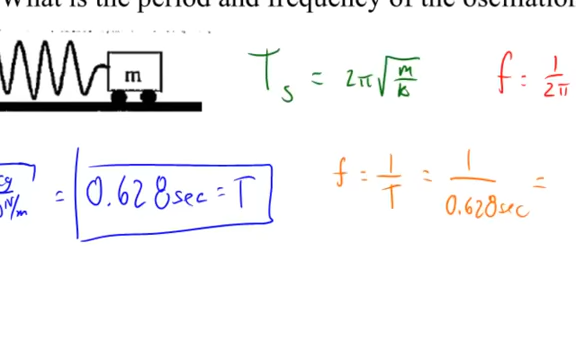 What is the period and frequency of the oscillation
m
T_s = 2π√(m/k)
f = 1/2π
N/m = 0.628 sec = T
f = 1/T = 1/0.628 sec =